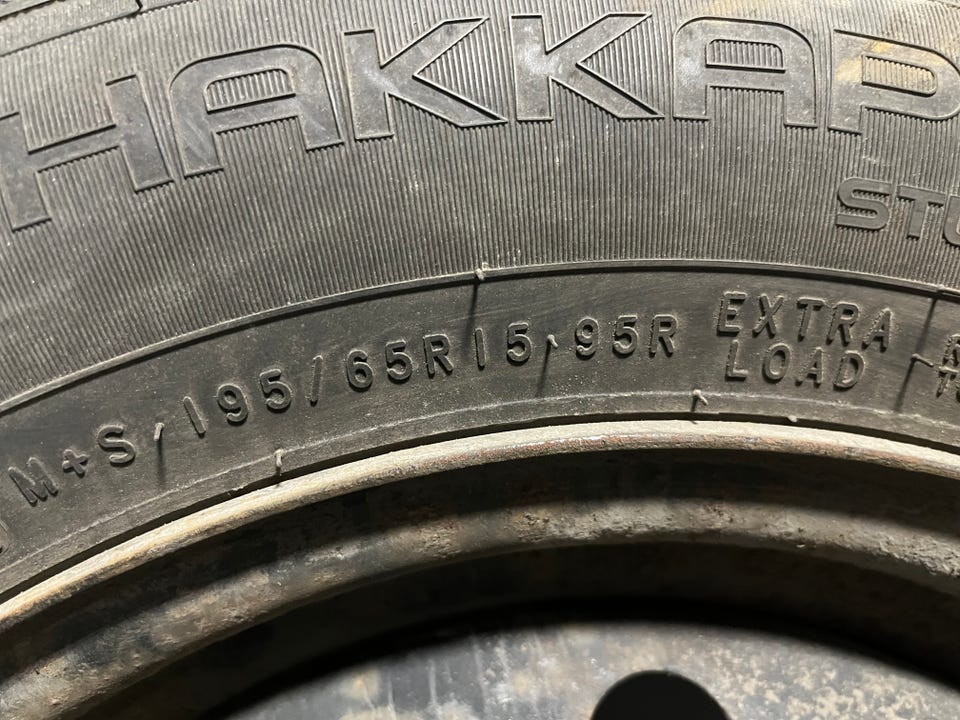 HAKKAP
STU
M+S 195/65R15 95R EXTRA
LOAD